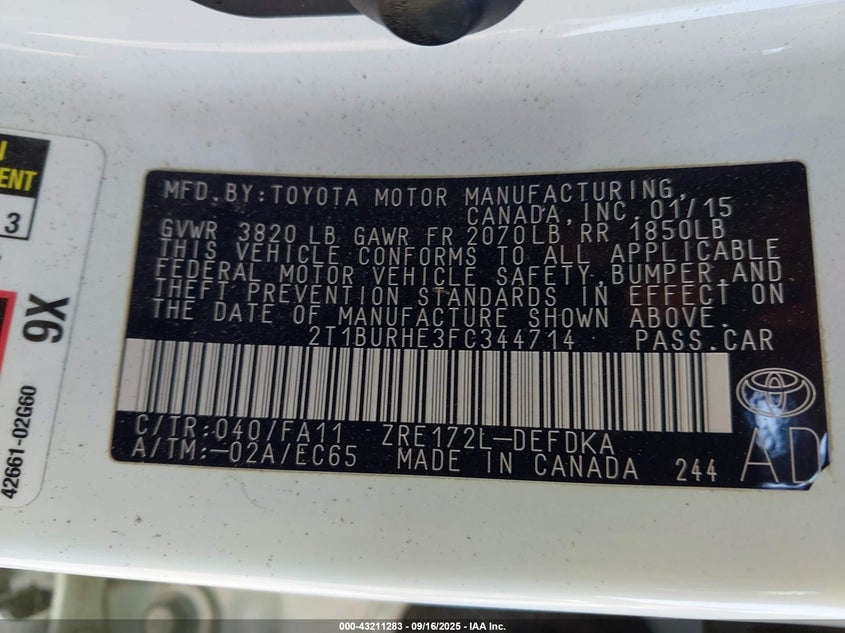 MFD. BY: TOYOTA MOTOR MANUFACTURING,
CANADA, INC. 01/15
GVWR 3820 LB GAWR FR 2070LB RR 1850LB
THIS VEHICLE CONFORMS TO ALL APPLICABLE
FEDERAL MOTOR VEHICLE SAFETY, BUMPER, AND
THEFT PREVENTION STANDARDS IN EFFECT ON
THE DATE OF MANUFACTURE SHOWN ABOVE.
2T1BURHE3FC344714 PASS.CAR
C/TR:040/FA11 ZRE172L-DEFDKA
A/TM:-02A/EC65 MADE IN CANADA 244
AD
3
9X
42661-02G60
000-43211283 - 09/16/2025 - IAA Inc.